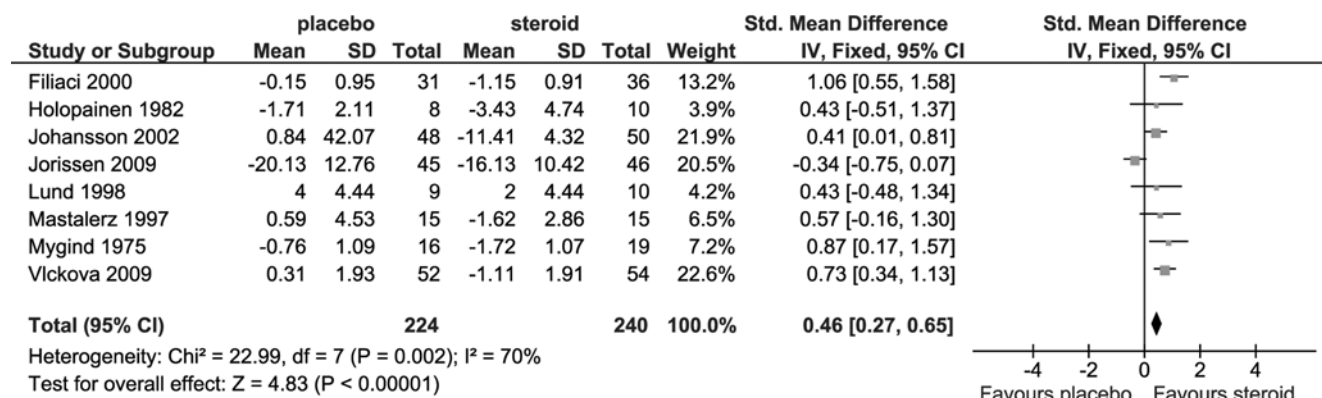 placebo steroid Std. Mean Difference Std. Mean Difference
Study or Subgroup Mean SD Total Mean SD Total Weight IV, Fixed, 95% CI IV, Fixed, 95% CI
Filiaci 2000 -0.15 0.95 31 -1.15 0.91 36 13.2% 1.06 [0.55, 1.58]
Holopainen 1982 -1.71 2.11 8 -3.43 4.74 10 3.9% 0.43 [-0.51, 1.37]
Johansson 2002 0.84 42.07 48 -11.41 4.32 50 21.9% 0.41 [0.01, 0.81]
Jorissen 2009 -20.13 12.76 45 -16.13 10.42 46 20.5% -0.34 [-0.75, 0.07]
Lund 1998 4 4.44 9 2 4.44 10 4.2% 0.43 [-0.48, 1.34]
Mastalerz 1997 0.59 4.53 15 -1.62 2.86 15 6.5% 0.57 [-0.16, 1.30]
Mygind 1975 -0.76 1.09 16 -1.72 1.07 19 7.2% 0.87 [0.17, 1.57]
Vlckova 2009 0.31 1.93 52 -1.11 1.91 54 22.6% 0.73 [0.34, 1.13]
Total (95% CI) 224 240 100.0% 0.46 [0.27, 0.65]
Heterogeneity: Chi² = 22.99, df = 7 (P = 0.002); I² = 70%
Test for overall effect: Z = 4.83 (P < 0.00001)
-4 -2 0 2 4
Favours placebo Favours steroid